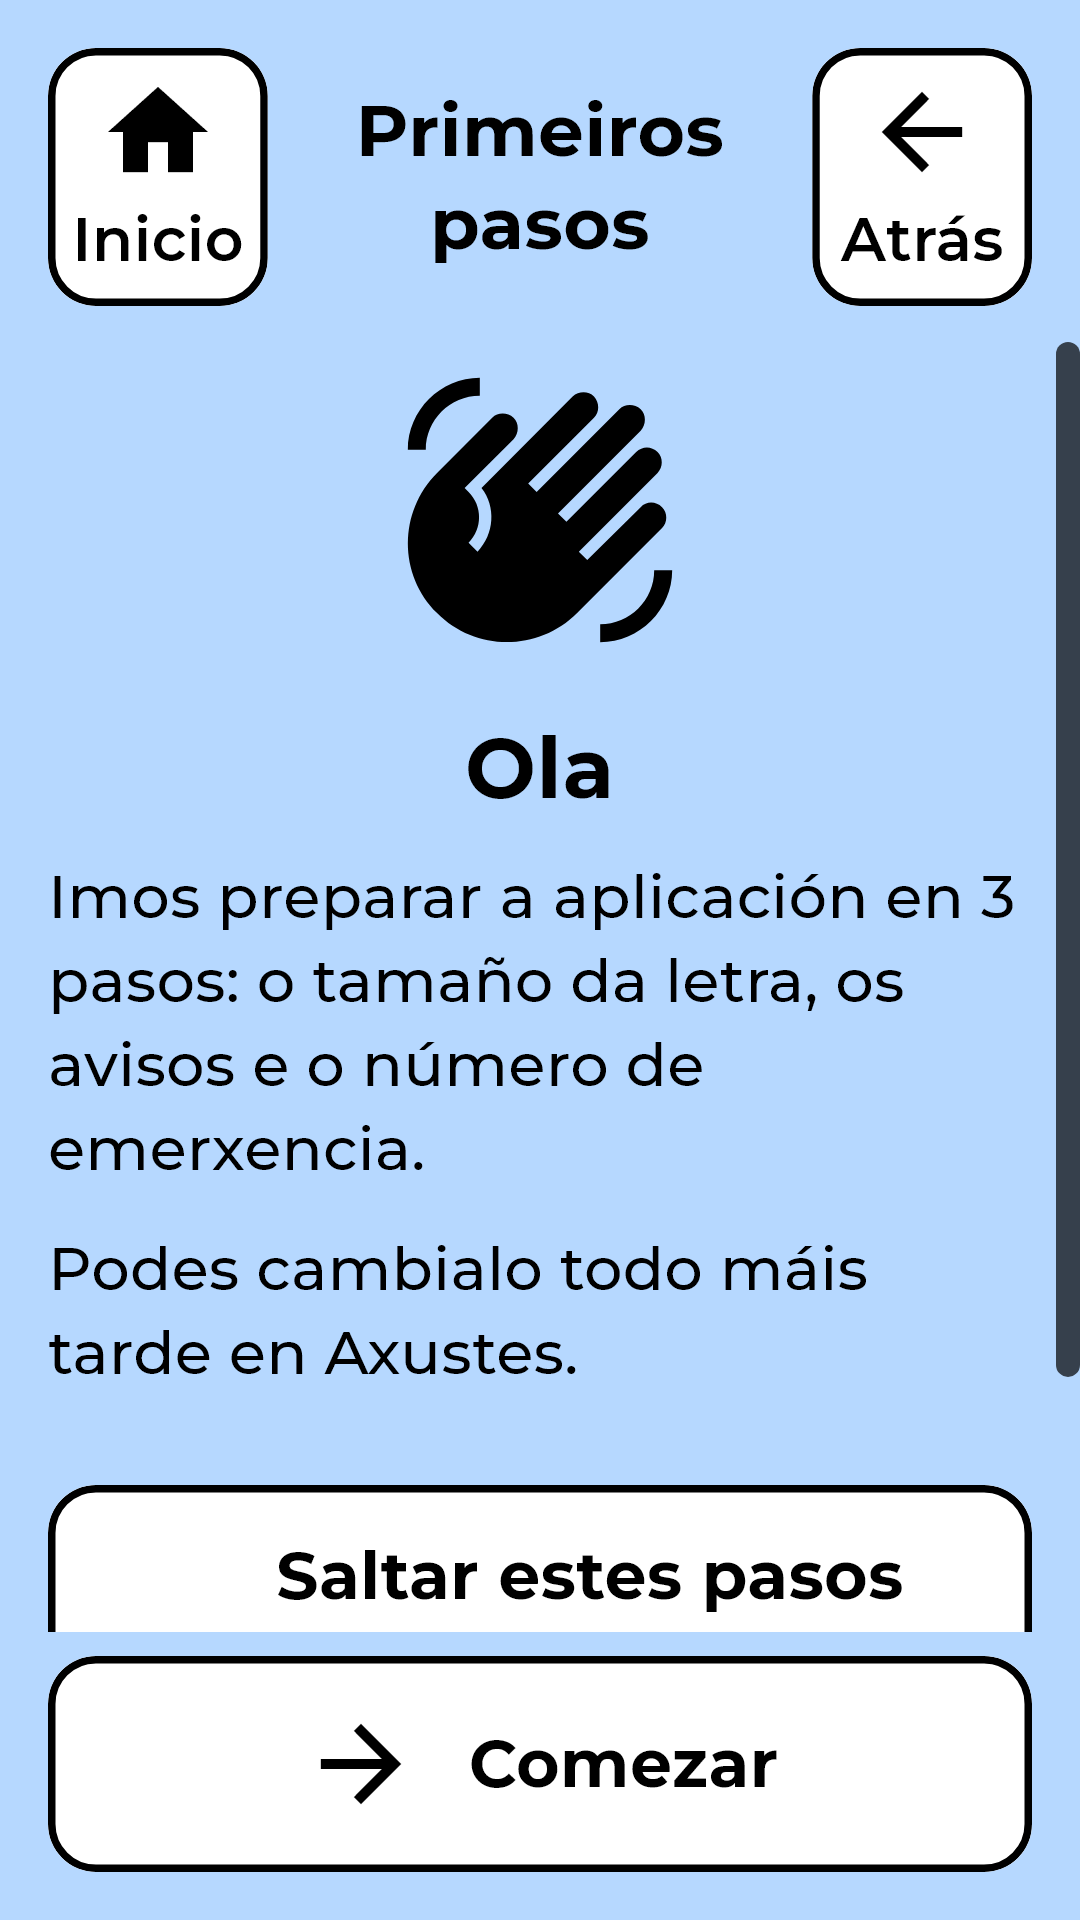 Primeiros
pasos
Inicio
Atrás
Ola
Imos preparar a aplicación en 3
pasos: o tamaño da letra, os
avisos e o número de
emerxencia.
Podes cambialo todo máis
tarde en Axustes.
Saltar estes pasos
Comezar